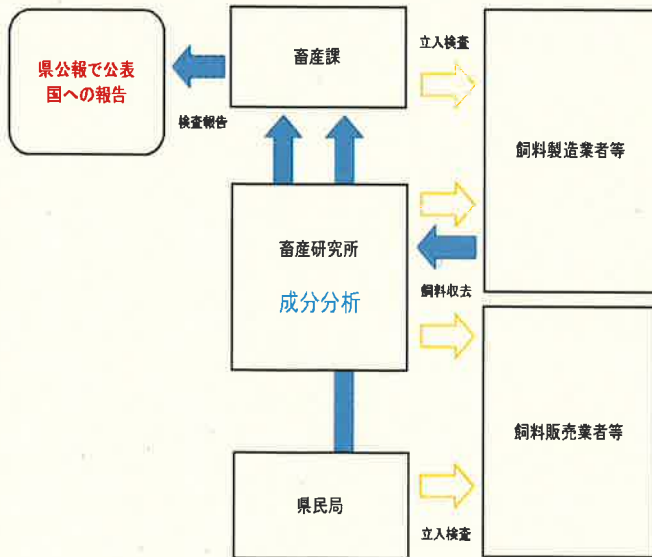 県公報で公表
国への報告
畜産課
立入検査
検査報告
飼料製造業者等
畜産研究所
成分分析
飼料収去
飼料販売業者等
県民局
立入検査